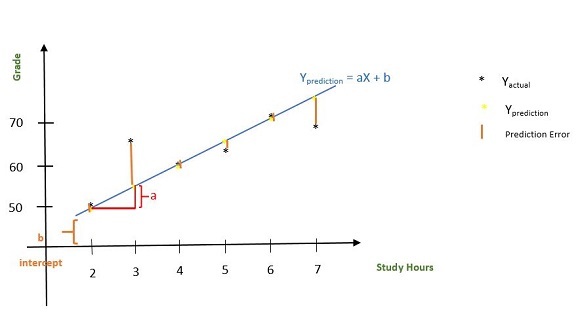 Grade
Yprediction = aX + b
* Yactual
Yprediction
Prediction Error
70
60
50
a
b
intercept
2 3 4 5 6 7
Study Hours